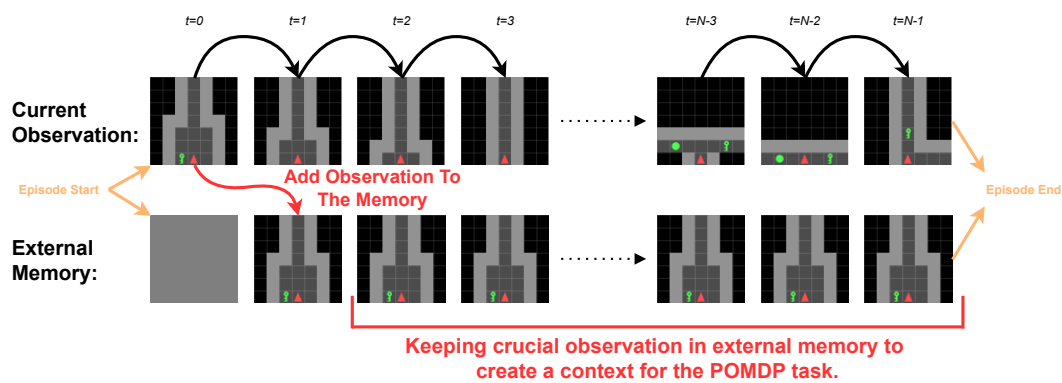 t=0 t=1 t=2 t=3 t=N-3 t=N-2 t=N-1
Current
Observation:
Episode Start
Add Observation To
The Memory
Episode End
External
Memory:
Keeping crucial observation in external memory to
create a context for the POMDP task.